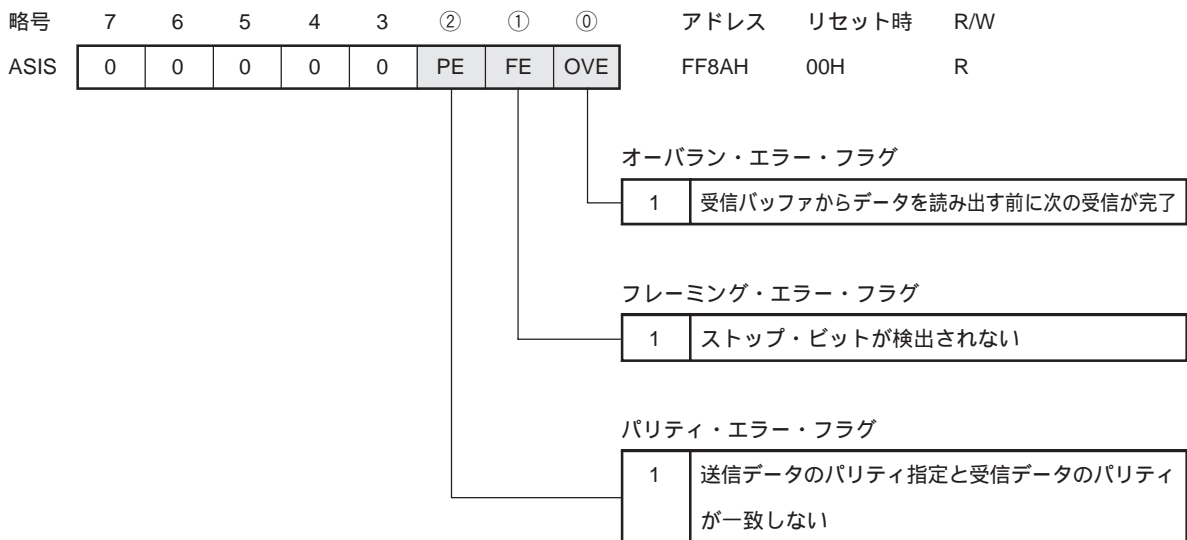 略号 7 6 5 4 3 ② ① ⓪ アドレス リセット時 R/W
ASIS 0 0 0 0 0 PE FE OVE FF8AH 00H R
オーバラン・エラー・フラグ
1 受信バッファからデータを読み出す前に次の受信が完了
フレーミング・エラー・フラグ
1 ストップ・ビットが検出されない
パリティ・エラー・フラグ
1 送信データのパリティ指定と受信データのパリティ
が一致しない